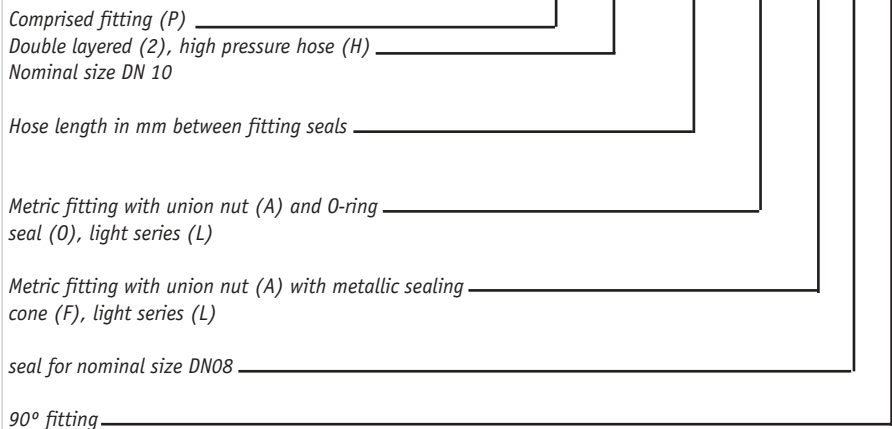 Comprised fitting (P)
Double layered (2), high pressure hose (H)
Nominal size DN 10
Hose length in mm between fitting seals
Metric fitting with union nut (A) and O-ring
seal (O), light series (L)
Metric fitting with union nut (A) with metallic sealing
cone (F), light series (L)
seal for nominal size DN08
90º fitting